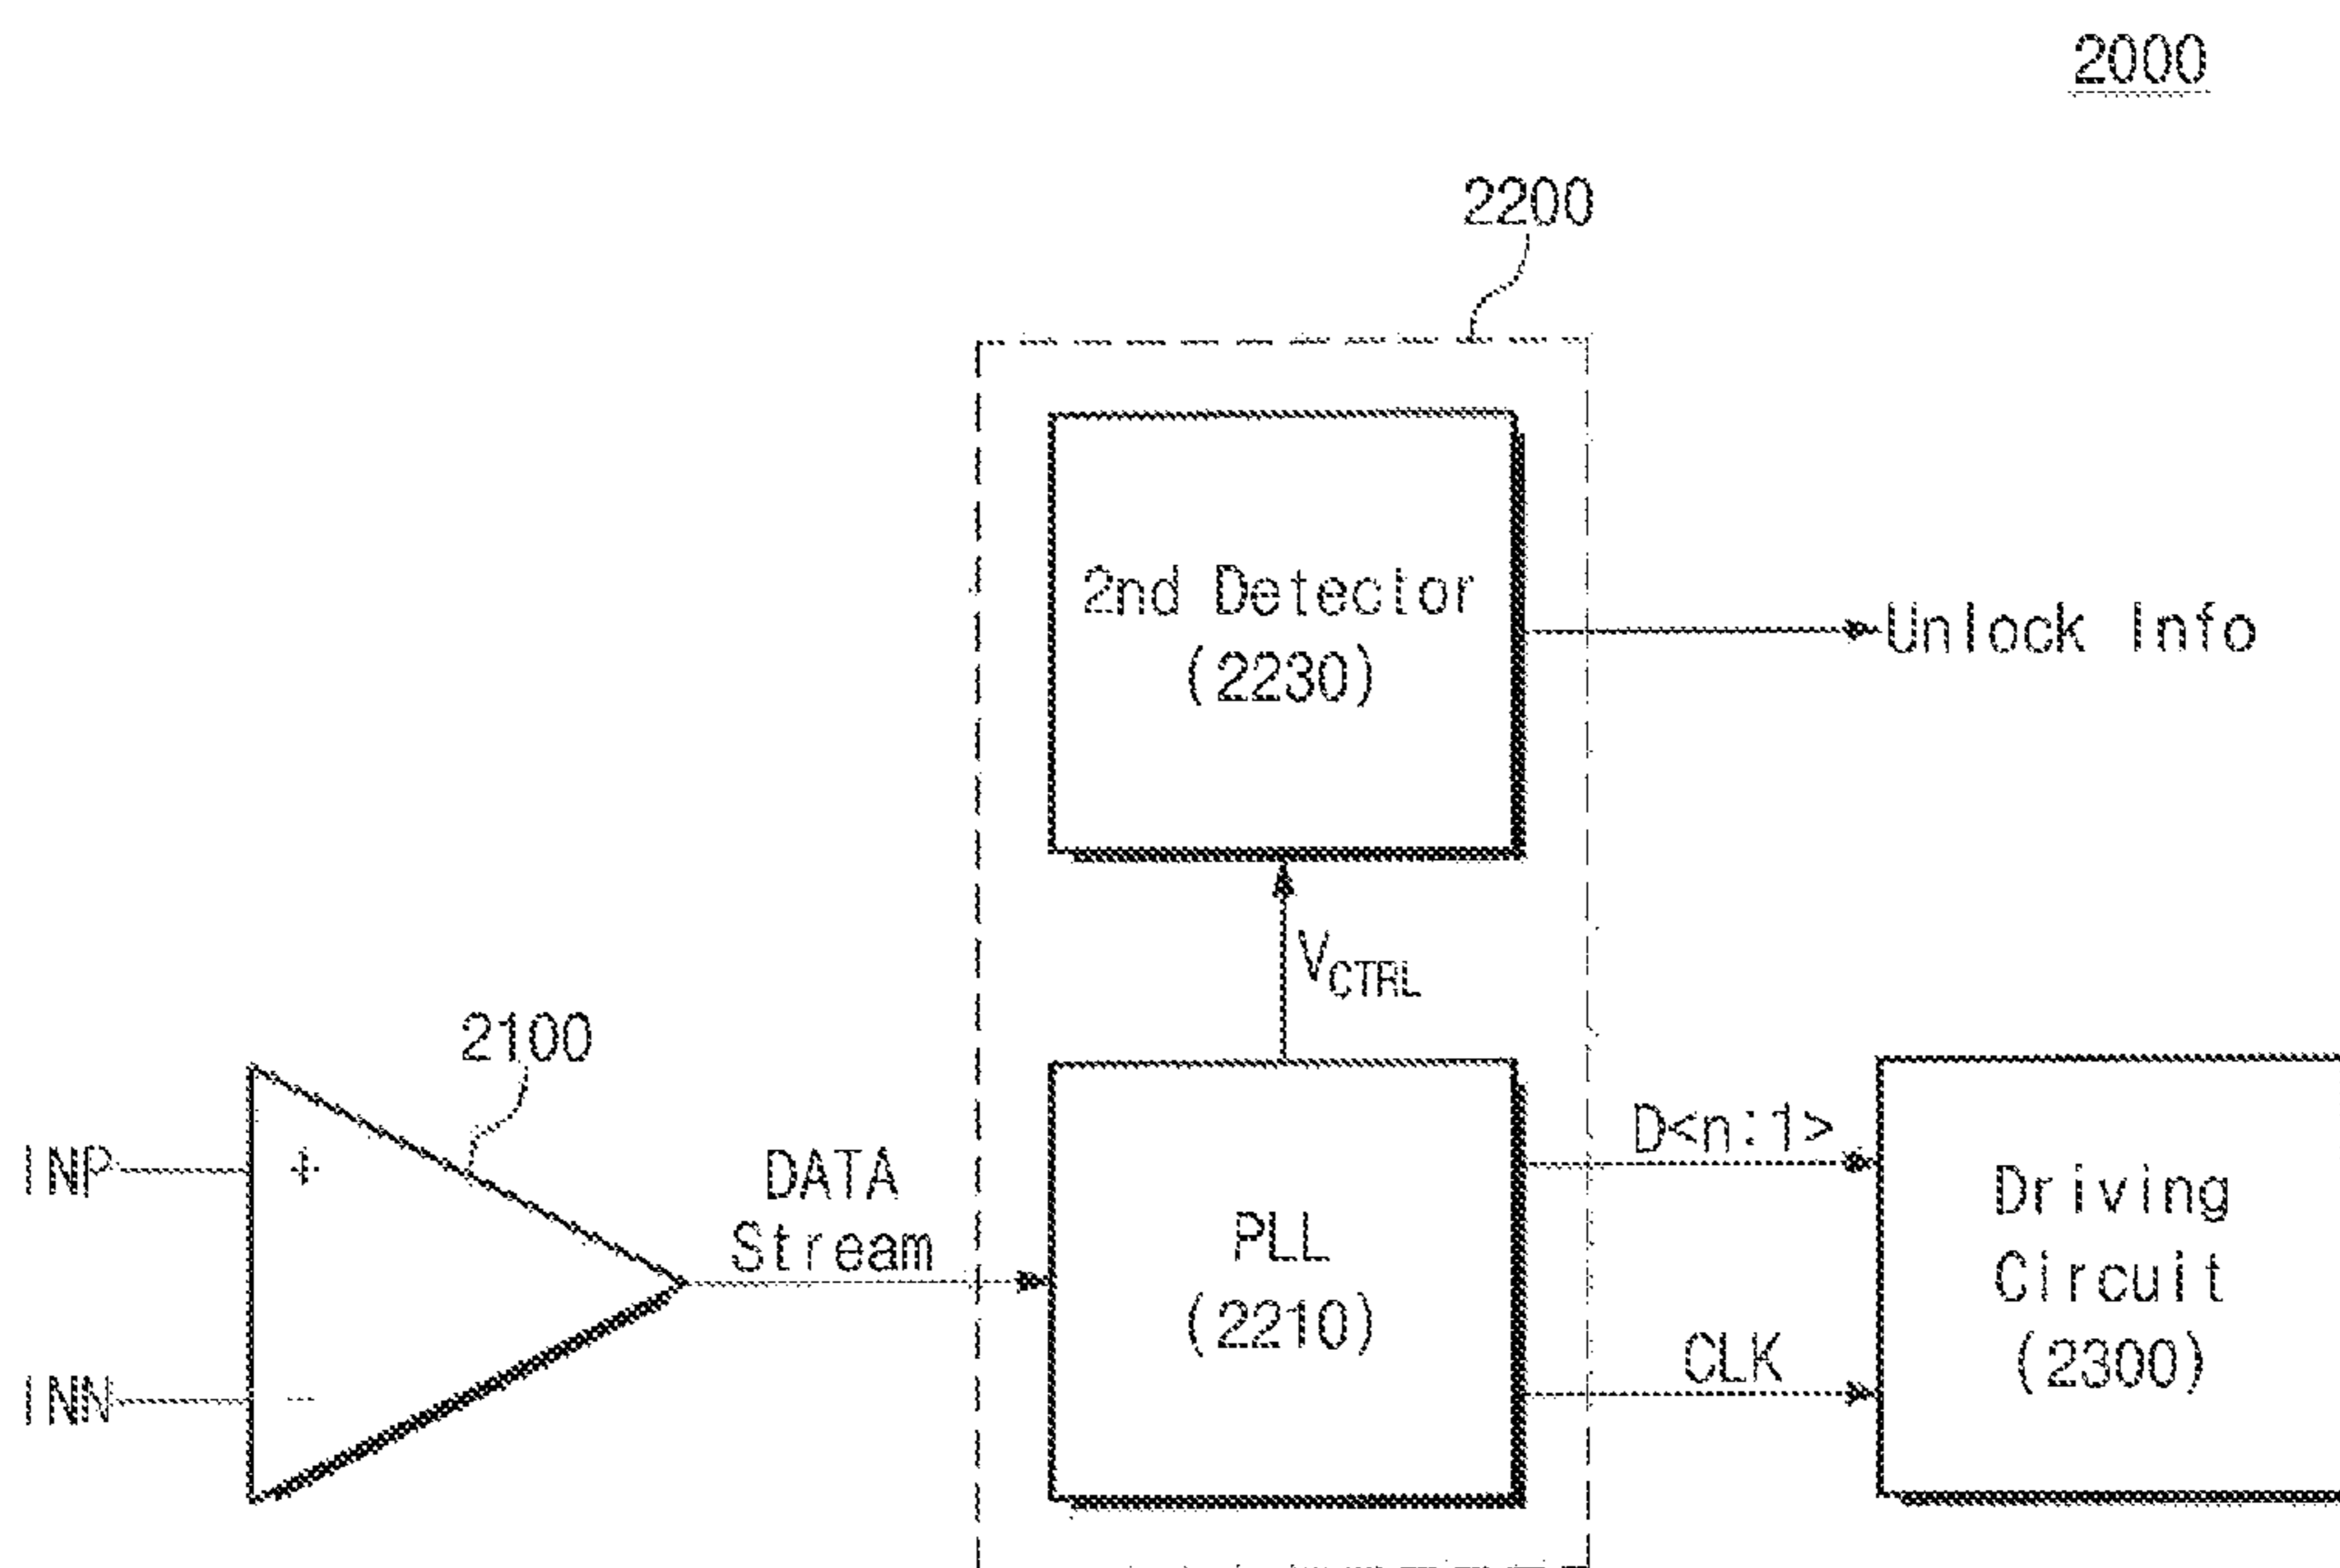 2000
2200
2nd Detector
(2230)
Unlock Info
VCTRL
2100
INP
+
DATA
Stream
INN
-
PLL
(2210)
D<n:1>
CLK
Driving
Circuit
(2300)